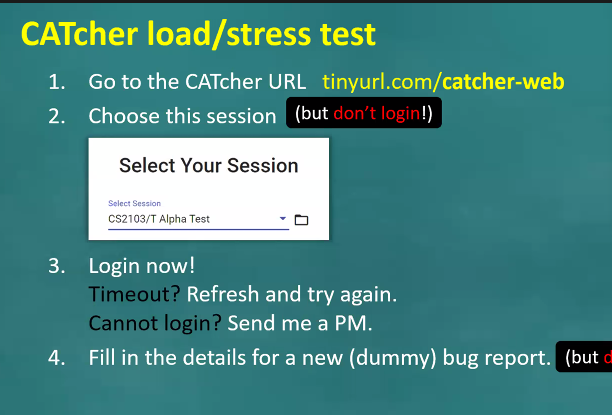 CATcher load/stress test
1. Go to the CATcher URL tinyurl.com/catcher-web
2. Choose this session (but don't login!)
Select Your Session
Select Session
CS2103/T Alpha Test
3. Login now!
Timeout? Refresh and try again.
Cannot login? Send me a PM.
4. Fill in the details for a new (dummy) bug report. (but